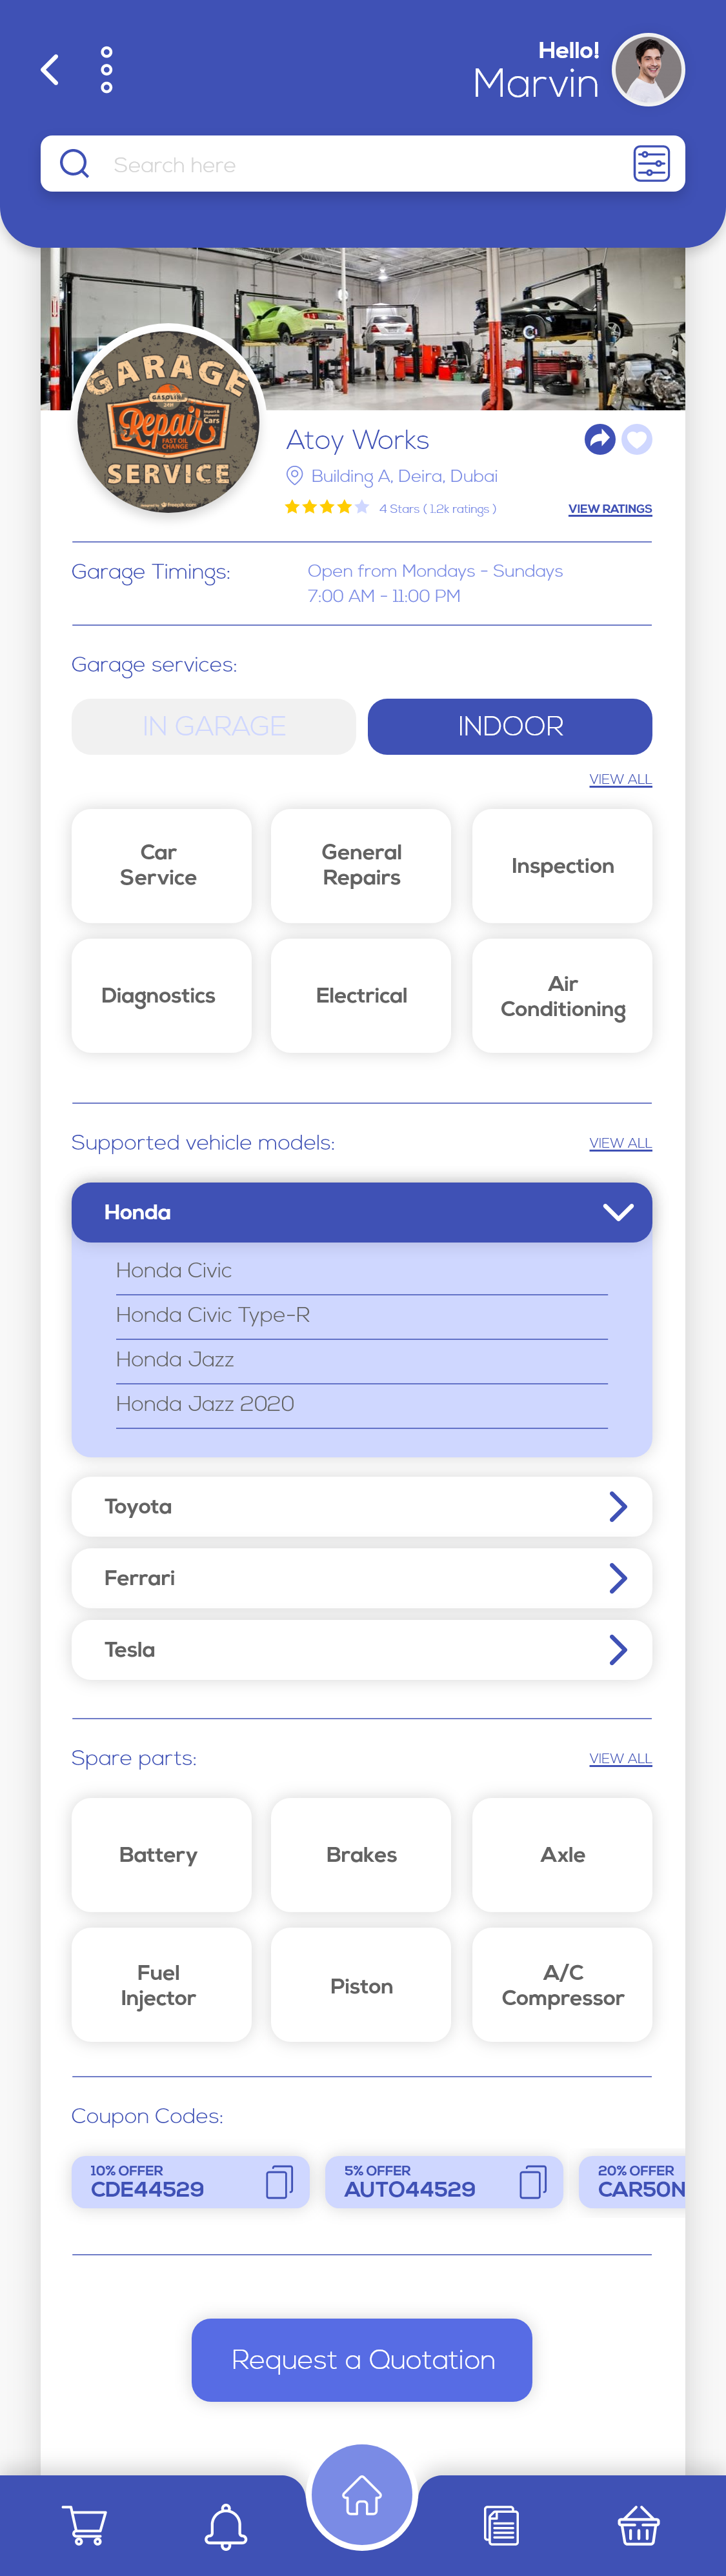 Hello!
Marvin
Search here
GARAGE
GASOLINE
Repair
Cars
FAST OIL
CHANGE
SERVICE
Atoy Works
Building A, Deira, Dubai
4 Stars ( 1.2k ratings )
VIEW RATINGS
Garage Timings:
Open from Mondays - Sundays
7:00 AM - 11:00 PM
Garage services:
IN GARAGE
INDOOR
VIEW ALL
Car
Service
General
Repairs
Inspection
Diagnostics
Electrical
Air
Conditioning
Supported vehicle models:
VIEW ALL
Honda
Honda Civic
Honda Civic Type-R
Honda Jazz
Honda Jazz 2020
Toyota
Ferrari
Tesla
Spare parts:
VIEW ALL
Battery
Brakes
Axle
Fuel
Injector
Piston
A/C
Compressor
Coupon Codes:
10% OFFER
CDE44529
5% OFFER
AUTO44529
20% OFFER
CAR50N
Request a Quotation